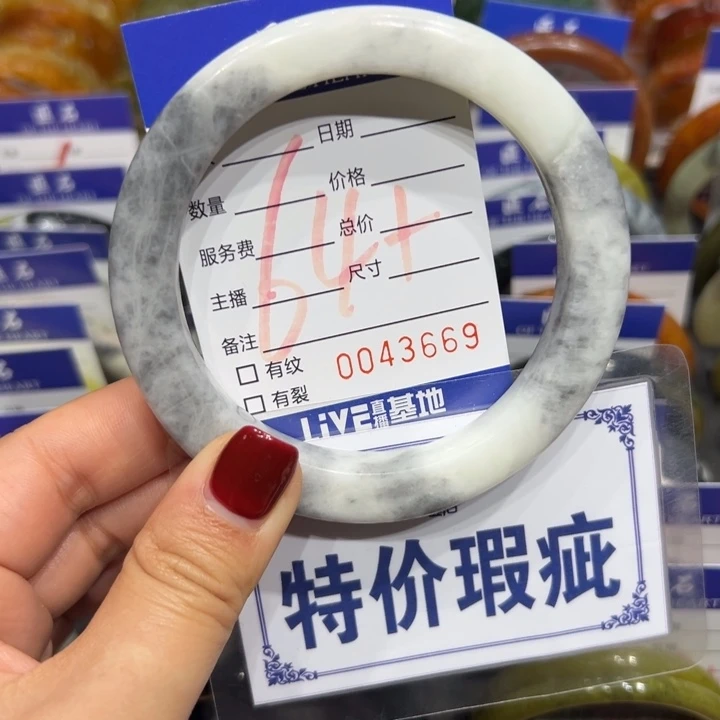 日期
数量
价格
服务费
总价
主播
尺寸
备注
有纹
0043669
有裂
64+
LiVE直播基地
特价瑕疵